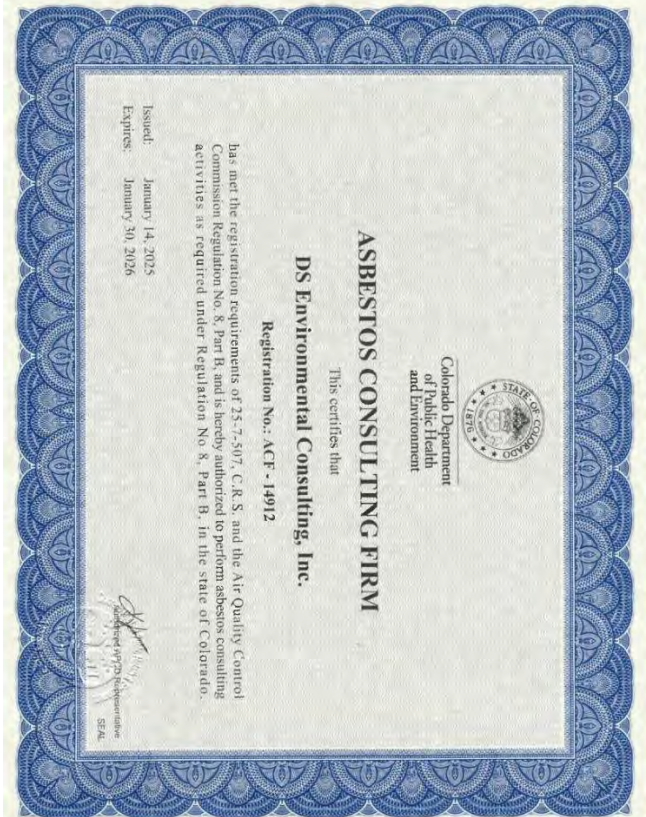 STATE OF COLORADO
1876
Colorado Department
of Public Health
and Environment
ASBESTOS CONSULTING FIRM
This certifies that
DS Environmental Consulting, Inc.
Registration No.: ACF - 14912
has met the registration requirements of 25-7-507, C.R.S. and the Air Quality Control
Commission Regulation No. 8, Part B, and is hereby authorized to perform asbestos consulting
activities as required under Regulation No. 8, Part B, in the state of Colorado.
Issued: January 14, 2025
Expires: January 30, 2026
Authorized APCD Representative
SEAL